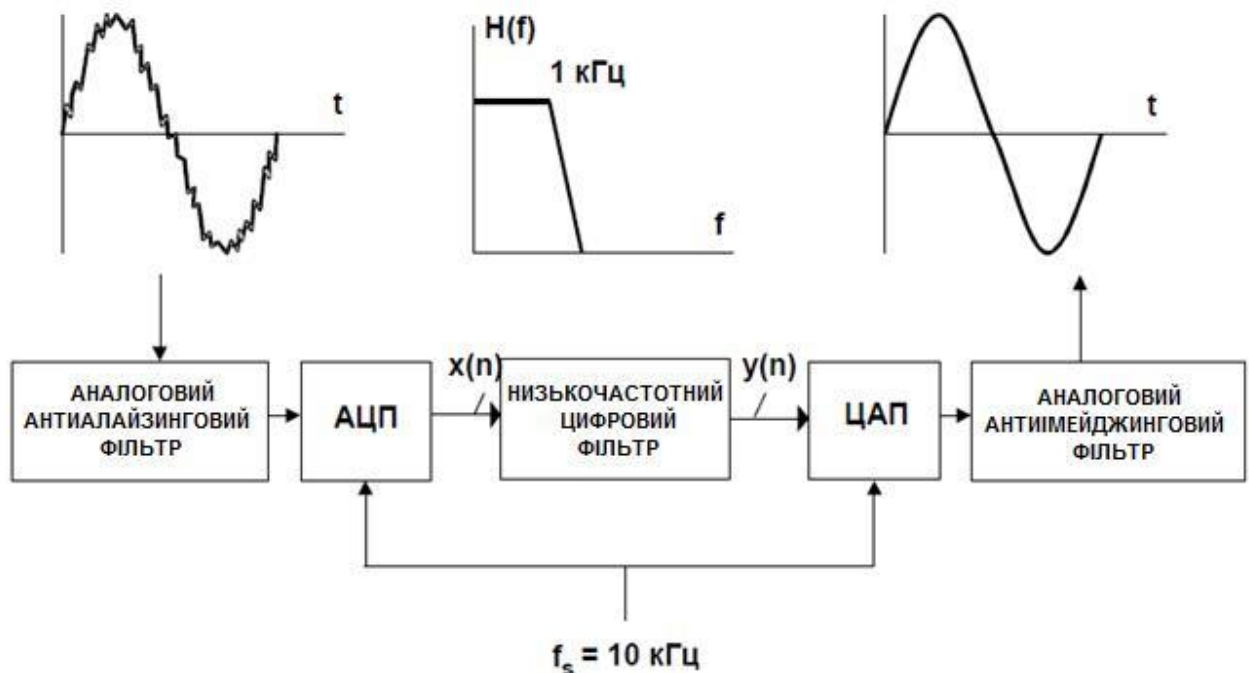 t
H(f)
1 кГц
f
t
АНАЛОГОВИЙ
АНТИАЛАЙЗИНГОВИЙ
ФІЛЬТР
АЦП
x(n)
НИЗЬКОЧАСТОТНИЙ
ЦИФРОВИЙ
ФІЛЬТР
y(n)
ЦАП
АНАЛОГОВИЙ
АНТИІМЕЙДЖИНГОВИЙ
ФІЛЬТР
fs = 10 кГц